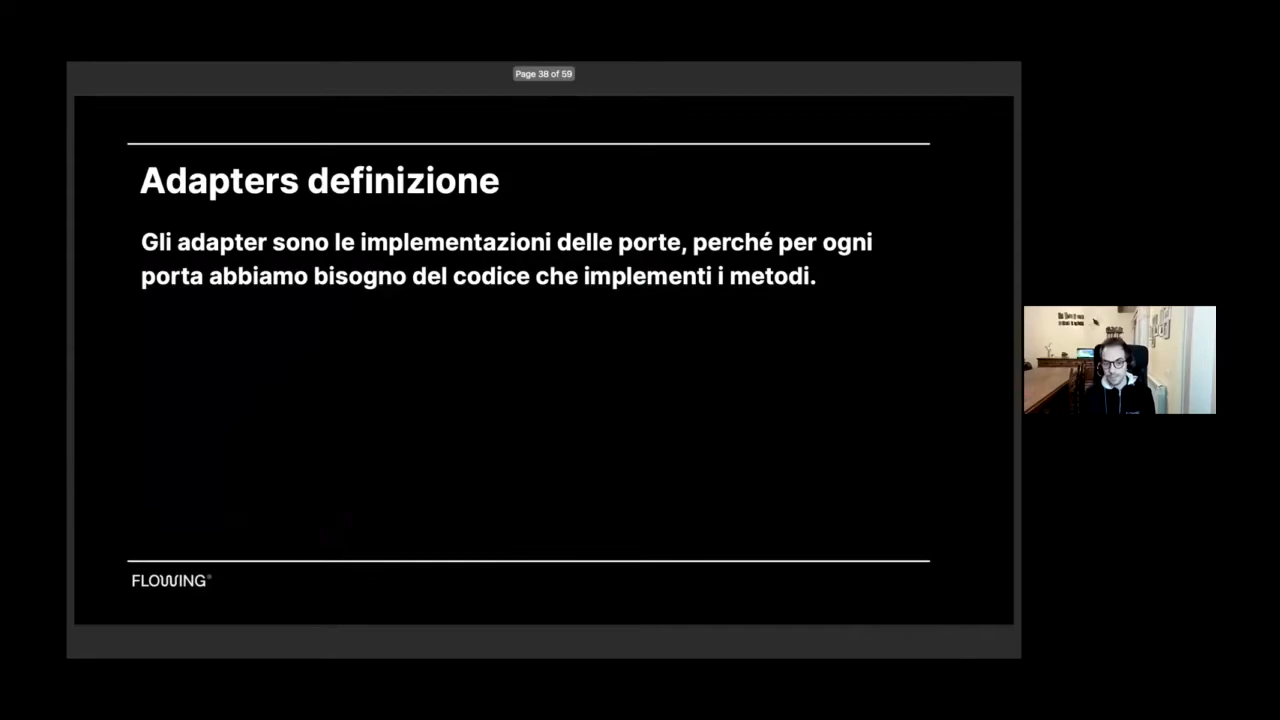 Page 38 of 59
Adapters definizione
Gli adapter sono le implementazioni delle porte, perché per ogni
porta abbiamo bisogno del codice che implementi i metodi.
FLOWING®